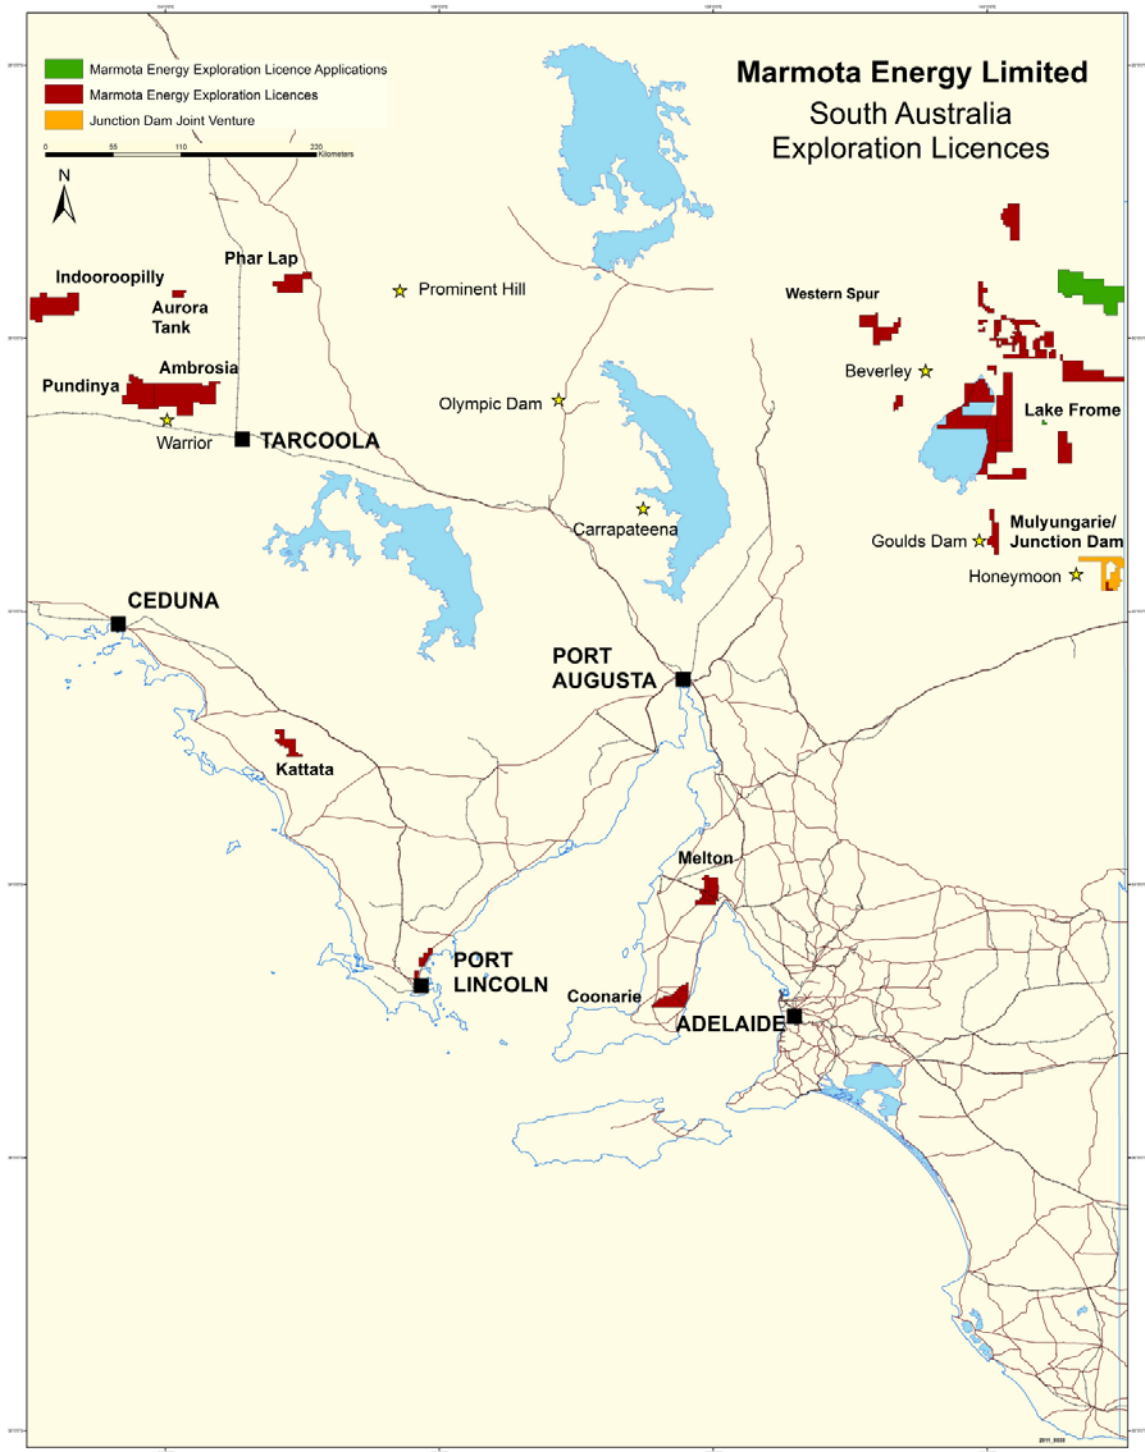 Marmota Energy Exploration Licence Applications
Marmota Energy Exploration Licences
Junction Dam Joint Venture
0 55 110 220
Kilometers
N
Marmota Energy Limited
South Australia
Exploration Licences
Phar Lap
Indooroopilly
Aurora
Tank
Prominent Hill
Western Spur
Ambrosia
Pundinya
Beverley
Olympic Dam
Lake Frome
Warrior
TARCOOLA
Carrapateena
Mulyungarie/
Junction Dam
Goulds Dam
Honeymoon
CEDUNA
PORT
AUGUSTA
Kattata
Melton
PORT
LINCOLN
Coonarie
ADELAIDE